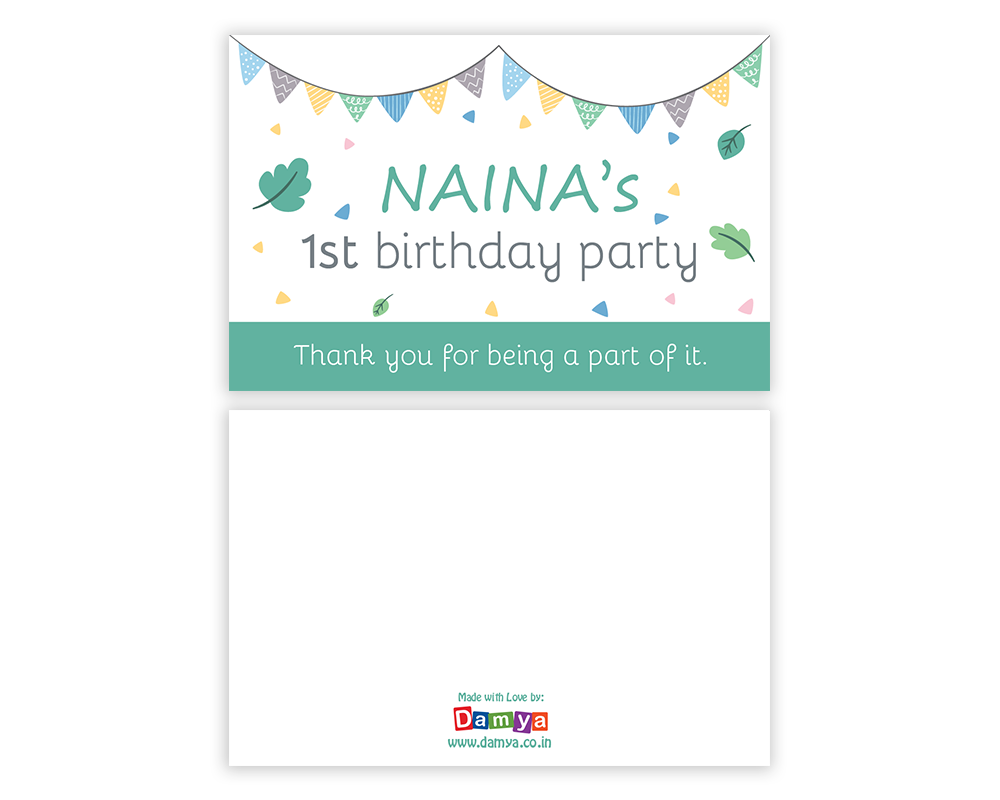 NAINA's
1st birthday party
Thank you for being a part of it.
Made with Love by:
Damya
www.damya.co.in